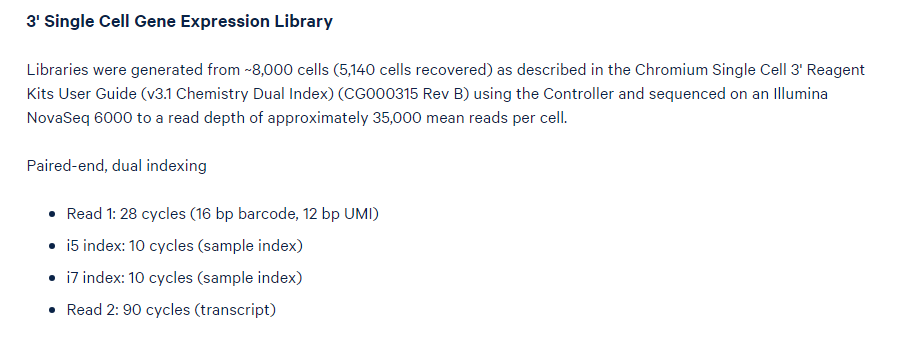 3' Single Cell Gene Expression Library
Libraries were generated from ~8,000 cells (5,140 cells recovered) as described in the Chromium Single Cell 3' Reagent
Kits User Guide (v3.1 Chemistry Dual Index) (CG000315 Rev B) using the Controller and sequenced on an Illumina
NovaSeq 6000 to a read depth of approximately 35,000 mean reads per cell.
Paired-end, dual indexing
• Read 1: 28 cycles (16 bp barcode, 12 bp UMI)
• i5 index: 10 cycles (sample index)
• i7 index: 10 cycles (sample index)
• Read 2: 90 cycles (transcript)